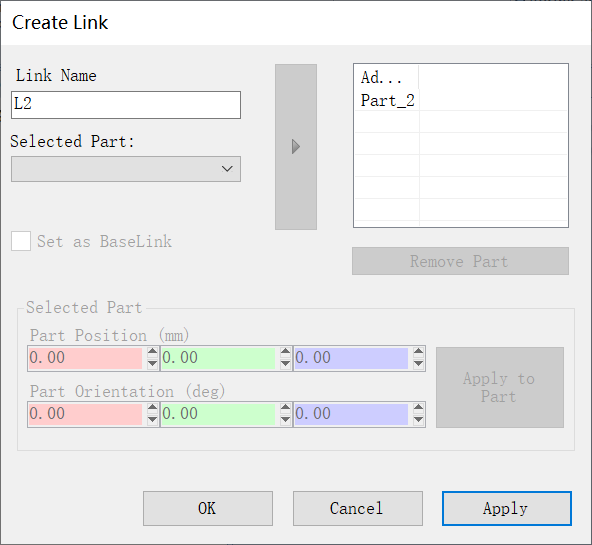 Create Link
Link Name
L2
Selected Part:
Set as BaseLink
Ad...
Part_2
Remove Part
Selected Part
Part Position (mm)
0.00 0.00 0.00
Part Orientation (deg)
0.00 0.00 0.00
Apply to
Part
OK Cancel Apply